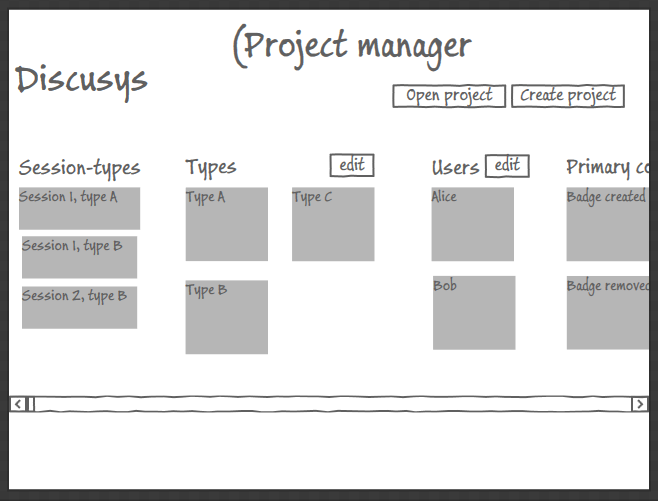 (Project manager
Discusys
Open project
Create project
Session-types
Types
edit
Users
edit
Primary
Session 1, type A
Session 1, type B
Session 2, type B
Type A
Type C
Type B
Alice
Bob
Badge created
Badge removed